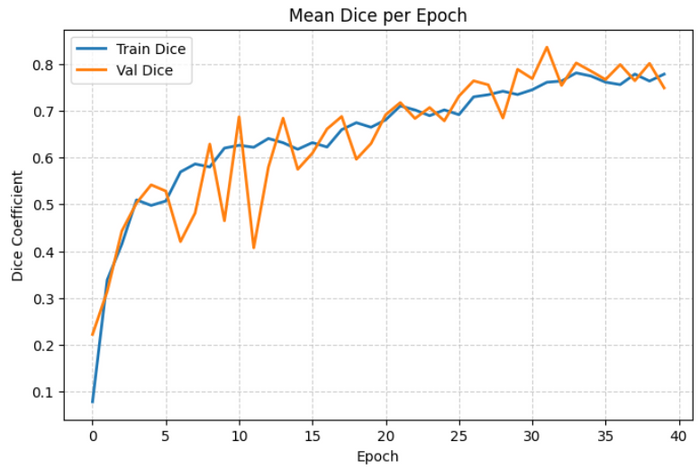 Mean Dice per Epoch
Train Dice
Val Dice
Dice Coefficient
0.8
0.7
0.6
0.5
0.4
0.3
0.2
0.1
0 5 10 15 20 25 30 35 40
Epoch